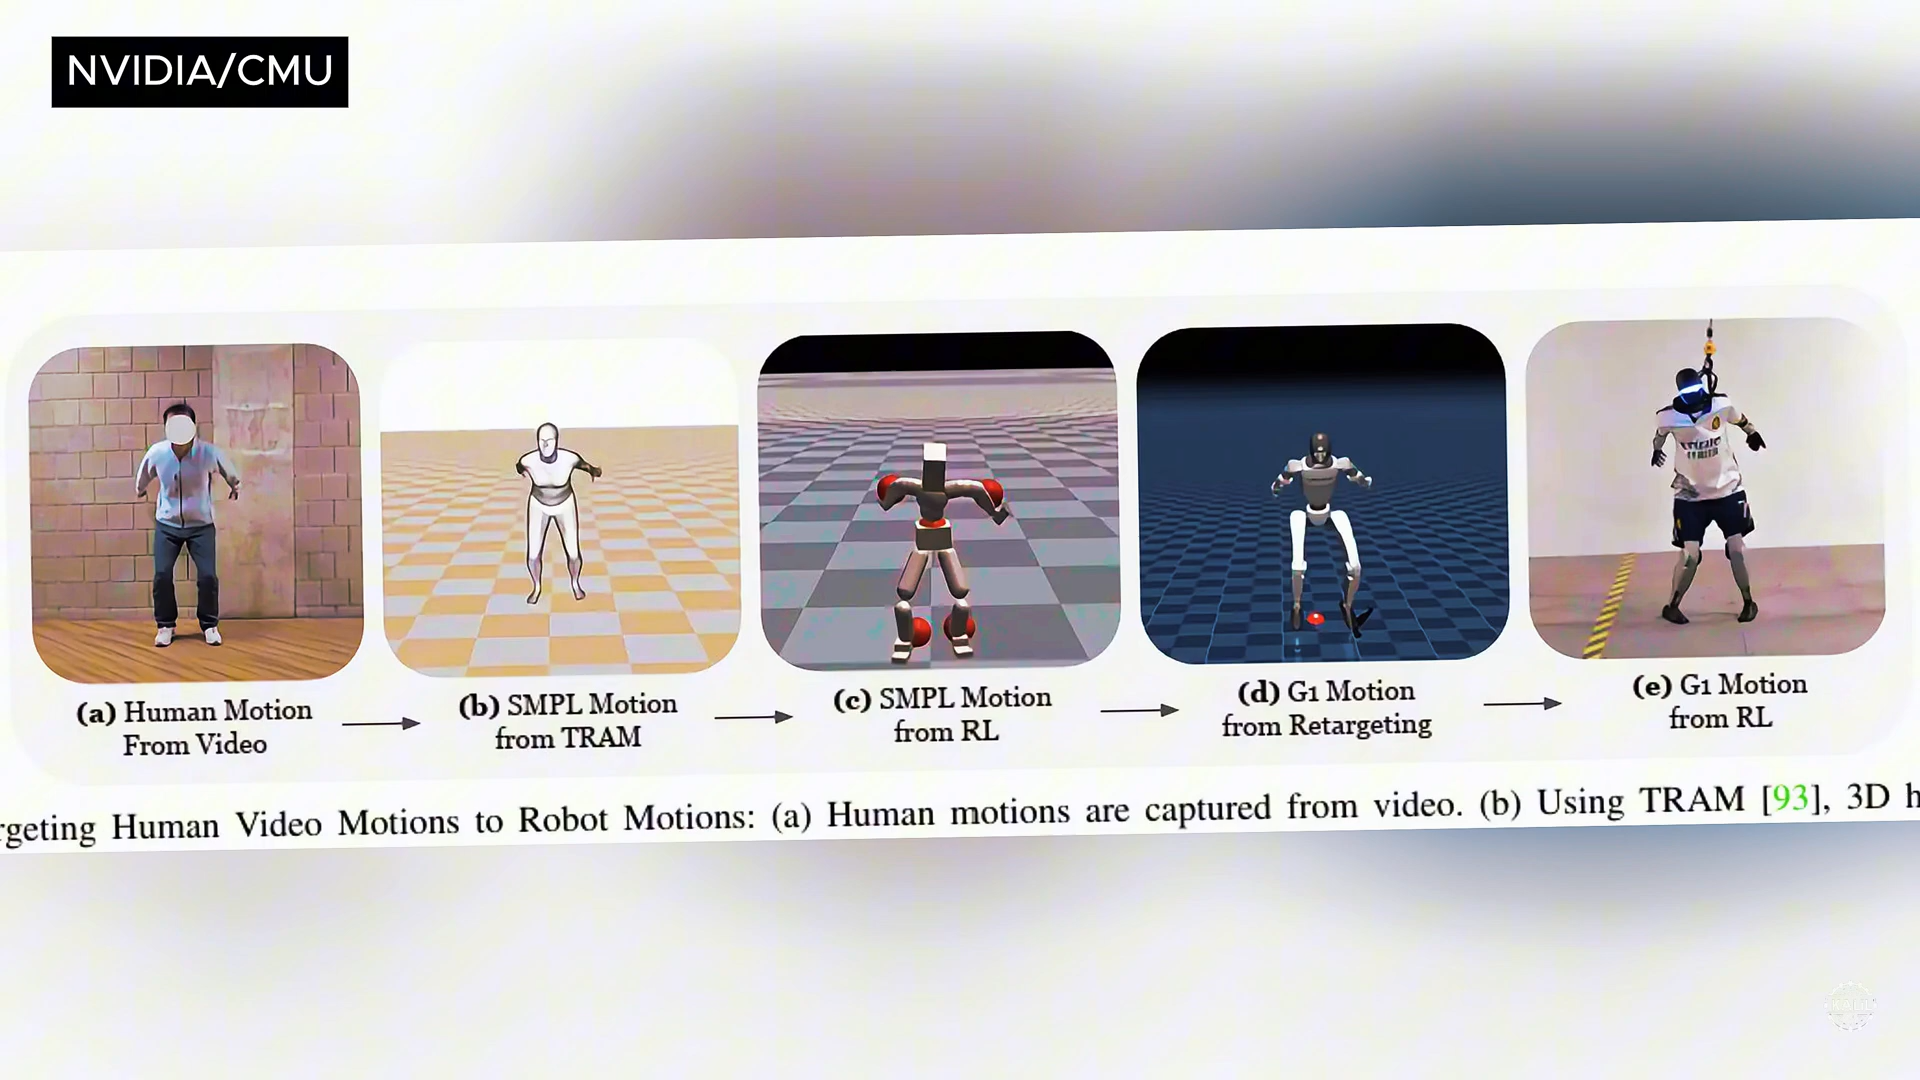 NVIDIA/CMU
(a) Human Motion
From Video
(b) SMPL Motion
from TRAM
(c) SMPL Motion
from RL
(d) G1 Motion
from Retargeting
(e) G1 Motion
from RL
rgeting Human Video Motions to Robot Motions: (a) Human motions are captured from video. (b) Using TRAM [93], 3D h